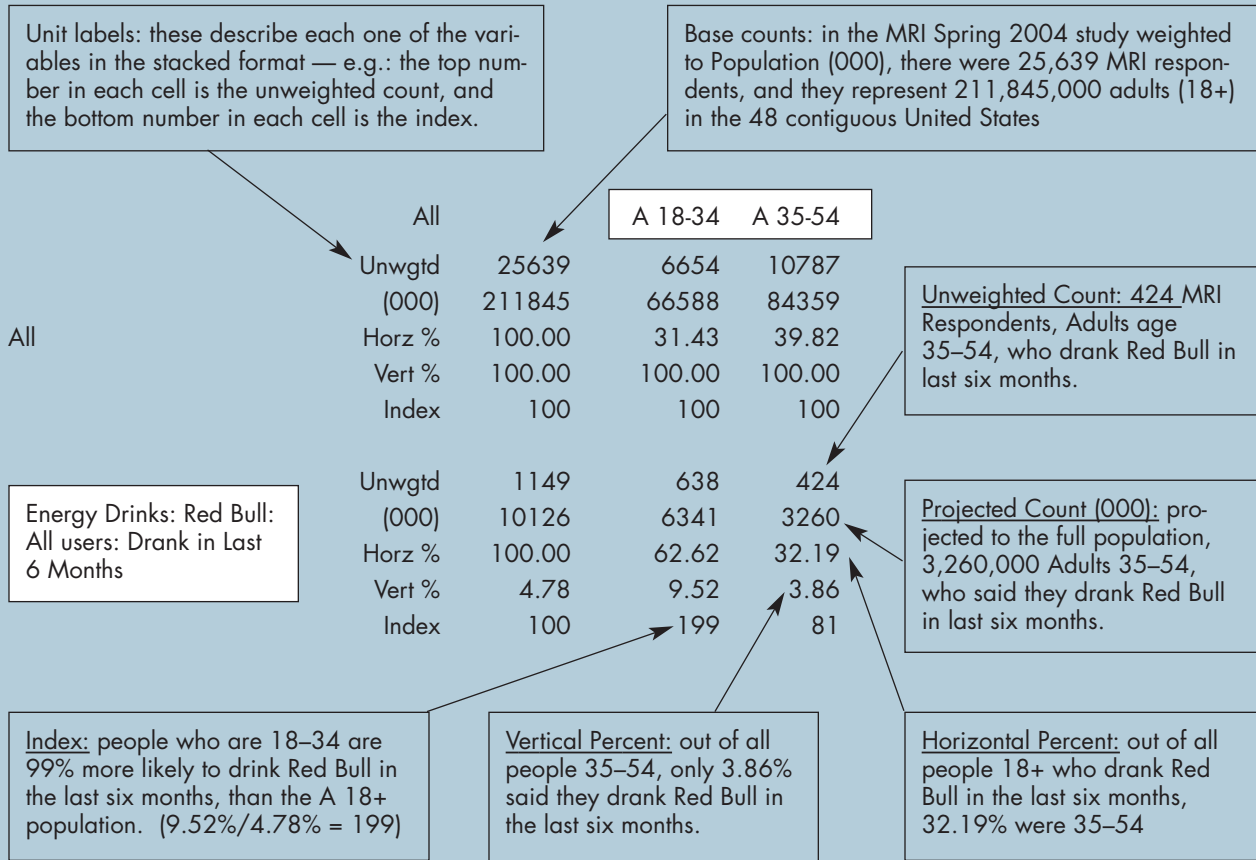 Unit labels: these describe each one of the vari-
ables in the stacked format — e.g.: the top num-
ber in each cell is the unweighted count, and
the bottom number in each cell is the index.
Base counts: in the MRI Spring 2004 study weighted
to Population (000), there were 25,639 MRI respon-
dents, and they represent 211,845,000 adults (18+)
in the 48 contiguous United States
All A 18-34 A 35-54
Unwgtd 25639 6654 10787
(000) 211845 66588 84359
All Horz % 100.00 31.43 39.82
Vert % 100.00 100.00 100.00
Index 100 100 100
Unweighted Count: 424 MRI
Respondents, Adults age
35–54, who drank Red Bull in
last six months.
Energy Drinks: Red Bull:
All users: Drank in Last
6 Months
Unwgtd 1149 638 424
(000) 10126 6341 3260
Horz % 100.00 62.62 32.19
Vert % 4.78 9.52 3.86
Index 100 199 81
Projected Count (000): pro-
jected to the full population,
3,260,000 Adults 35–54,
who said they drank Red Bull
in last six months.
Index: people who are 18–34 are
99% more likely to drink Red Bull in
the last six months, than the A 18+
population. (9.52%/4.78% = 199)
Vertical Percent: out of all
people 35–54, only 3.86%
said they drank Red Bull in
the last six months.
Horizontal Percent: out of all
people 18+ who drank Red
Bull in the last six months,
32.19% were 35–54